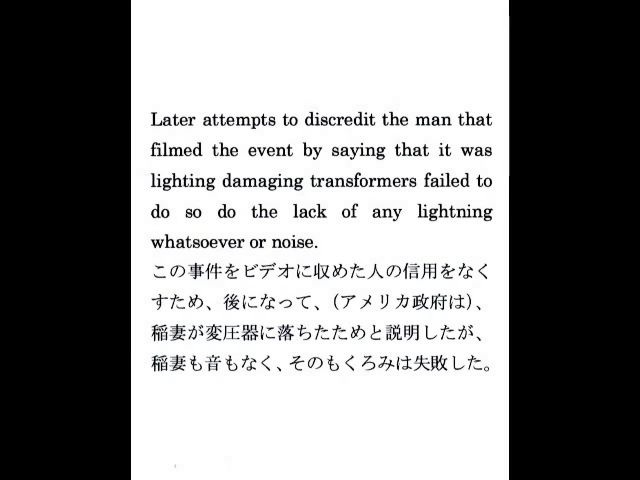 Later attempts to discredit the man that
filmed the event by saying that it was
lighting damaging transformers failed to
do so do the lack of any lightning
whatsoever or noise.
この事件をビデオに収めた人の信用をなく
すため、後になって、（アメリカ政府は）、
稲妻が変圧器に落ちたためと説明したが、
稲妻も音もなく、そのもくろみは失敗した。